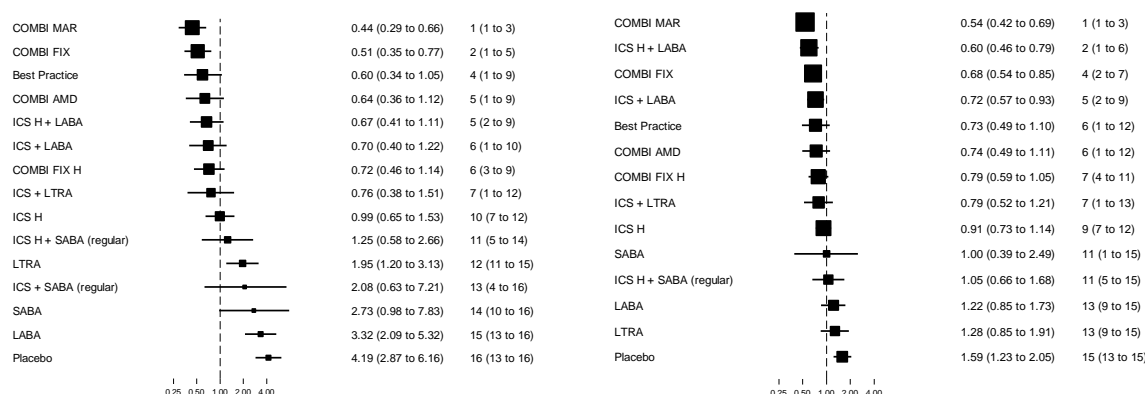 COMBI MAR 0.44 (0.29 to 0.66) 1 (1 to 3)
COMBI FIX 0.51 (0.35 to 0.77) 2 (1 to 5)
Best Practice 0.60 (0.34 to 1.05) 4 (1 to 9)
COMBI AMD 0.64 (0.36 to 1.12) 5 (1 to 9)
ICS H + LABA 0.67 (0.41 to 1.11) 5 (2 to 9)
ICS + LABA 0.70 (0.40 to 1.22) 6 (1 to 10)
COMBI FIX H 0.72 (0.46 to 1.14) 6 (3 to 9)
ICS + LTRA 0.76 (0.38 to 1.51) 7 (1 to 12)
ICS H 0.99 (0.65 to 1.53) 10 (7 to 12)
ICS H + SABA (regular) 1.25 (0.58 to 2.66) 11 (5 to 14)
LTRA 1.95 (1.20 to 3.13) 12 (11 to 15)
ICS + SABA (regular) 2.08 (0.63 to 7.21) 13 (4 to 16)
SABA 2.73 (0.98 to 7.83) 14 (10 to 16)
LABA 3.32 (2.09 to 5.32) 15 (13 to 16)
Placebo 4.19 (2.87 to 6.16) 16 (13 to 16)
0.25 0.50 1.00 2.00 4.00
COMBI MAR 0.54 (0.42 to 0.69) 1 (1 to 3)
ICS H + LABA 0.60 (0.46 to 0.79) 2 (1 to 6)
COMBI FIX 0.68 (0.54 to 0.85) 4 (2 to 7)
ICS + LABA 0.72 (0.57 to 0.93) 5 (2 to 9)
Best Practice 0.73 (0.49 to 1.10) 6 (1 to 12)
COMBI AMD 0.74 (0.49 to 1.11) 6 (1 to 12)
COMBI FIX H 0.79 (0.59 to 1.05) 7 (4 to 11)
ICS + LTRA 0.79 (0.52 to 1.21) 7 (1 to 13)
ICS H 0.91 (0.73 to 1.14) 9 (7 to 12)
SABA 1.00 (0.39 to 2.49) 11 (1 to 15)
ICS H + SABA (regular) 1.05 (0.66 to 1.68) 11 (5 to 15)
LABA 1.22 (0.85 to 1.73) 13 (9 to 15)
LTRA 1.28 (0.85 to 1.91) 13 (9 to 15)
Placebo 1.59 (1.23 to 2.05) 15 (13 to 15)
0.25 0.50 1.00 2.00 4.00